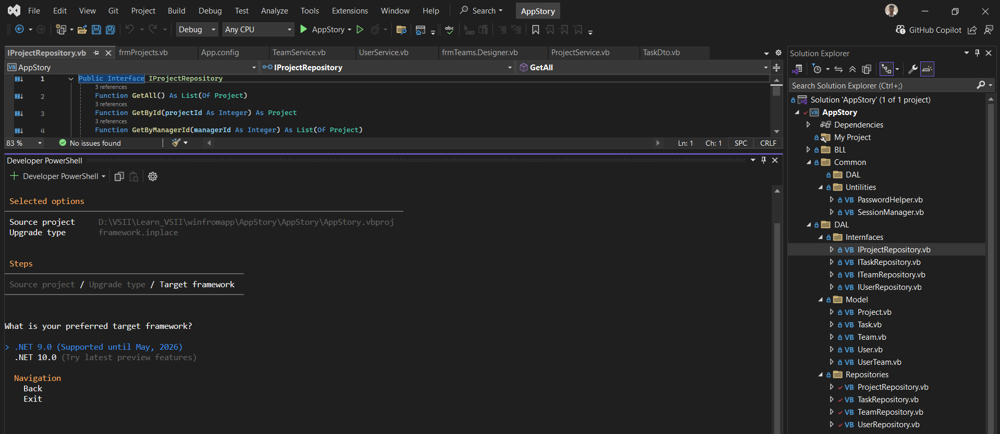 File Edit View Git Project Build Debug Test Analyze Tools Extensions Window Help Search AppStory
Debug Any CPU AppStory GitHub Copilot
IProjectRepository.vb frmProjects.vb App.config TeamService.vb UserService.vb frmTeams.Designer.vb ProjectService.vb TaskDto.vb
VB AppStory IProjectRepository GetAll
1 Public Interface IProjectRepository
3 references
2 Function GetAll() As List(Of Project)
3 references
3 Function GetById(projectId As Integer) As Project
3 references
4 Function GetByManagerId(managerId As Integer) As List(Of Project)
83 % No issues found Ln: 1 Ch: 1 SPC CRLF
Developer PowerShell
Developer PowerShell
Selected options
Source project D:\VSII\Learn_VSII\winfromapp\AppStory\AppStory\AppStory.vbproj
Upgrade type framework.inplace
Steps
Source project / Upgrade type / Target framework
What is your preferred target framework?
> .NET 9.0 (Supported until May, 2026)
.NET 10.0 (Try latest preview features)
Navigation
Back
Exit
Solution Explorer
Search Solution Explorer (Ctrl+;)
Solution 'AppStory' (1 of 1 project)
VB AppStory
Dependencies
My Project
BLL
Common
DAL
Untilities
VB PasswordHelper.vb
VB SessionManager.vb
DAL
Internfaces
VB IProjectRepository.vb
VB ITaskRepository.vb
VB ITeamRepository.vb
VB IUserRepository.vb
Model
VB Project.vb
VB Task.vb
VB Team.vb
VB User.vb
VB UserTeam.vb
Repositories
VB ProjectRepository.vb
VB TaskRepository.vb
VB TeamRepository.vb
VB UserRepository.vb